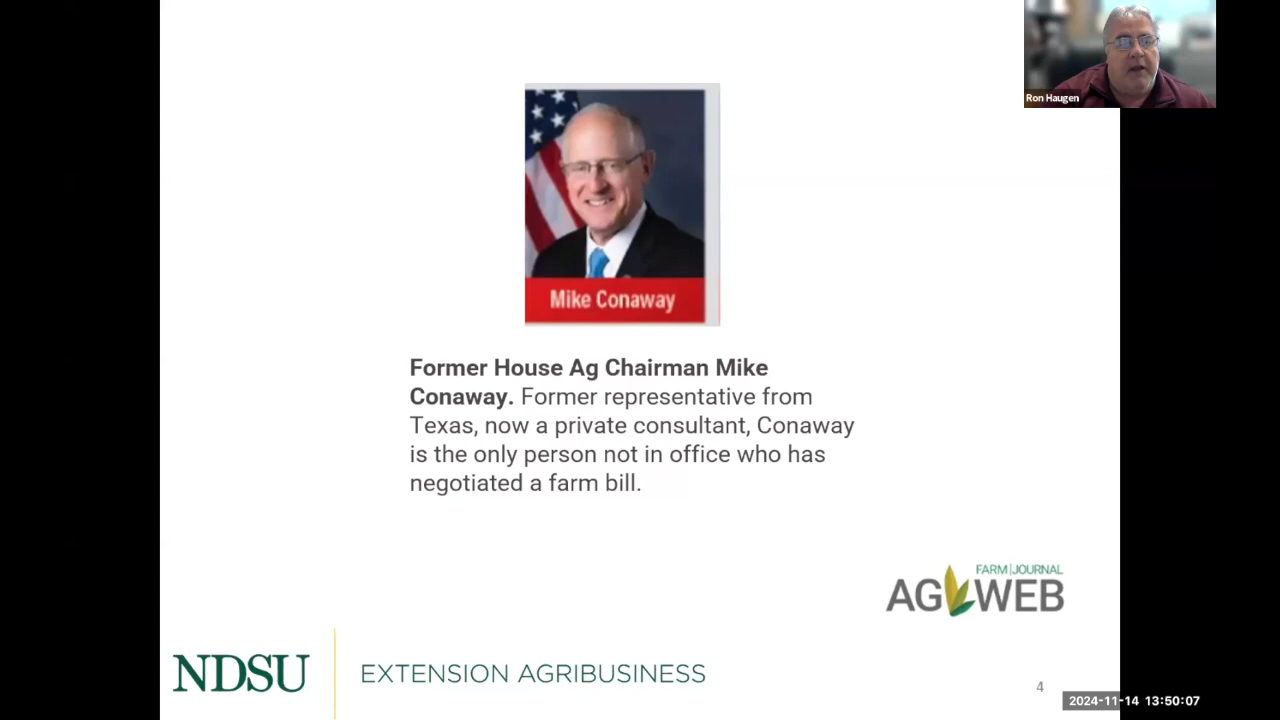 Ron Haugen
Mike Conaway
Former House Ag Chairman Mike
Conaway. Former representative from
Texas, now a private consultant, Conaway
is the only person not in office who has
negotiated a farm bill.
FARM|JOURNAL
AG WEB
NDSU
EXTENSION AGRIBUSINESS
4
2024-11-14 13:50:07